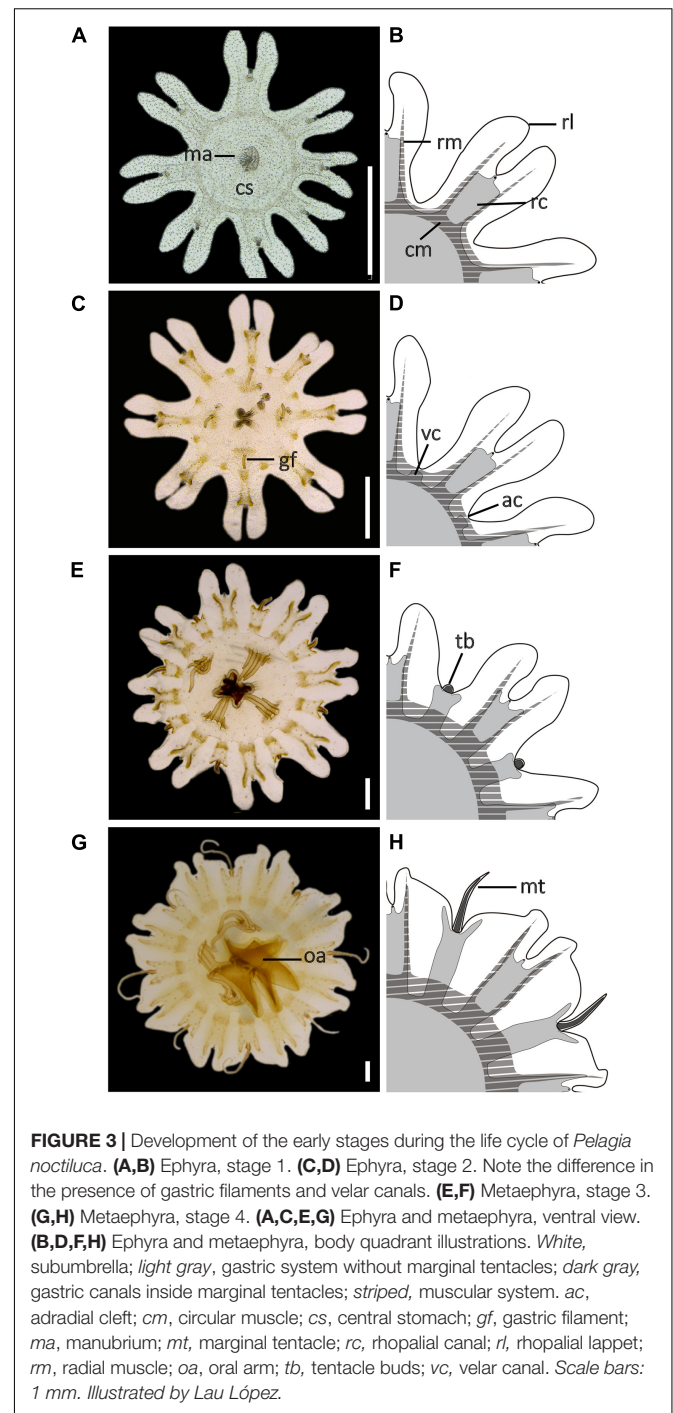 A
B
rl
rm
ma
rc
cs
cm
C
D
vc
gf
ac
E
F
tb
G
H
mt
oa
FIGURE 3 | Development of the early stages during the life cycle of Pelagia
noctiluca. (A,B) Ephyra, stage 1. (C,D) Ephyra, stage 2. Note the difference in
the presence of gastric filaments and velar canals. (E,F) Metaephyra, stage 3.
(G,H) Metaephyra, stage 4. (A,C,E,G) Ephyra and metaephyra, ventral view.
(B,D,F,H) Ephyra and metaephyra, body quadrant illustrations. White,
subumbrella; light gray, gastric system without marginal tentacles; dark gray,
gastric canals inside marginal tentacles; striped, muscular system. ac,
adradial cleft; cm, circular muscle; cs, central stomach; gf, gastric filament;
ma, manubrium; mt, marginal tentacle; rc, rhopalial canal; rl, rhopalial lappet;
rm, radial muscle; oa, oral arm; tb, tentacle buds; vc, velar canal. Scale bars:
1 mm. Illustrated by Lau López.